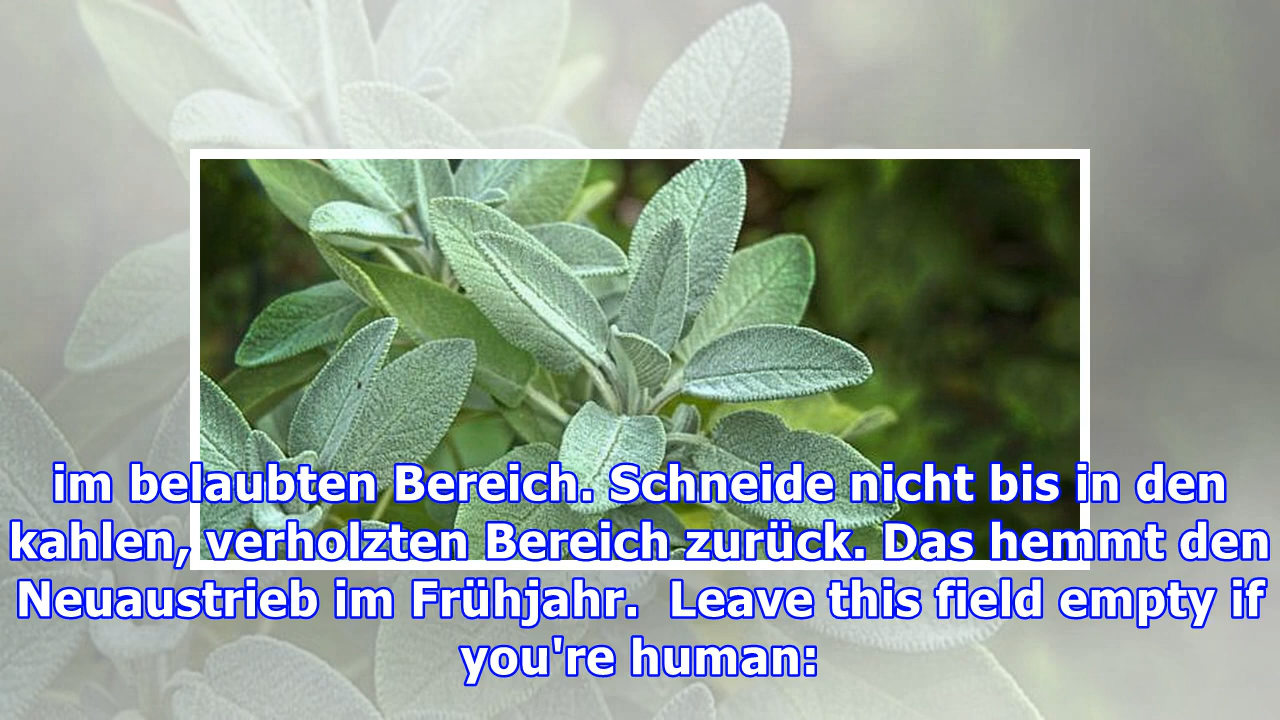 im belaubten Bereich. Schneide nicht bis in den
kahlen, verholzten Bereich zurück. Das hemmt den
Neuaustrieb im Frühjahr.  Leave this field empty if
you're human: